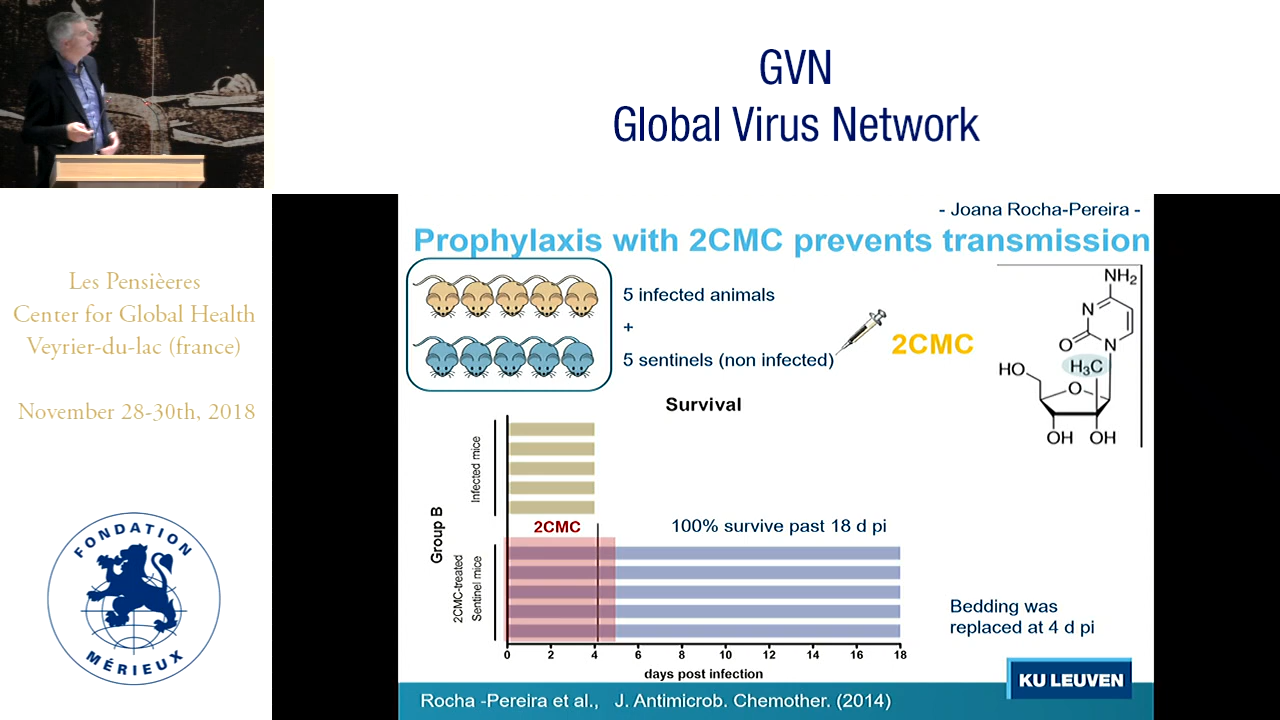 GVN
Global Virus Network
Les Pensièeres
Center for Global Health
Veyrier-du-lac (france)
November 28-30th, 2018
FONDATION
MÉRIEUX
- Joana Rocha-Pereira -
Prophylaxis with 2CMC prevents transmission
5 infected animals
+
5 sentinels (non infected)
2CMC
NH2
N
O
N
H3C
HO
O
OH OH
Survival
Group B
Infected mice
2CMC-treated
Sentinel mice
2CMC
100% survive past 18 d pi
0 2 4 6 8 10 12 14 16 18
days post infection
Bedding was
replaced at 4 d pi
KU LEUVEN
Rocha -Pereira et al., J. Antimicrob. Chemother. (2014)